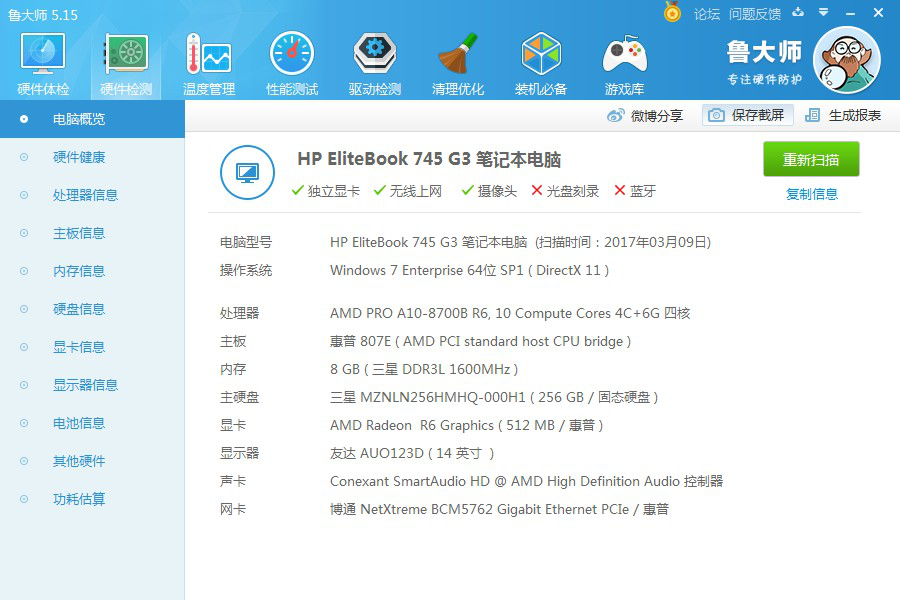 鲁大师 5.15
论坛 问题反馈
硬件体检 硬件检测 温度管理 性能测试 驱动检测 清理优化 装机必备 游戏库
鲁大师
专注硬件防护
微博分享 保存截屏 生成报表
电脑概览
硬件健康
处理器信息
主板信息
内存信息
硬盘信息
显卡信息
显示器信息
电池信息
其他硬件
功耗估算
HP EliteBook 745 G3 笔记本电脑
独立显卡 无线上网 摄像头 光盘刻录 蓝牙
重新扫描
复制信息
电脑型号 HP EliteBook 745 G3 笔记本电脑 (扫描时间：2017年03月09日)
操作系统 Windows 7 Enterprise 64位 SP1 ( DirectX 11 )
处理器 AMD PRO A10-8700B R6, 10 Compute Cores 4C+6G 四核
主板 惠普 807E ( AMD PCI standard host CPU bridge )
内存 8 GB ( 三星 DDR3L 1600MHz )
主硬盘 三星 MZNLN256HMHQ-000H1 ( 256 GB / 固态硬盘 )
显卡 AMD Radeon R6 Graphics ( 512 MB / 惠普 )
显示器 友达 AUO123D ( 14 英寸 )
声卡 Conexant SmartAudio HD @ AMD High Definition Audio 控制器
网卡 博通 NetXtreme BCM5762 Gigabit Ethernet PCIe / 惠普